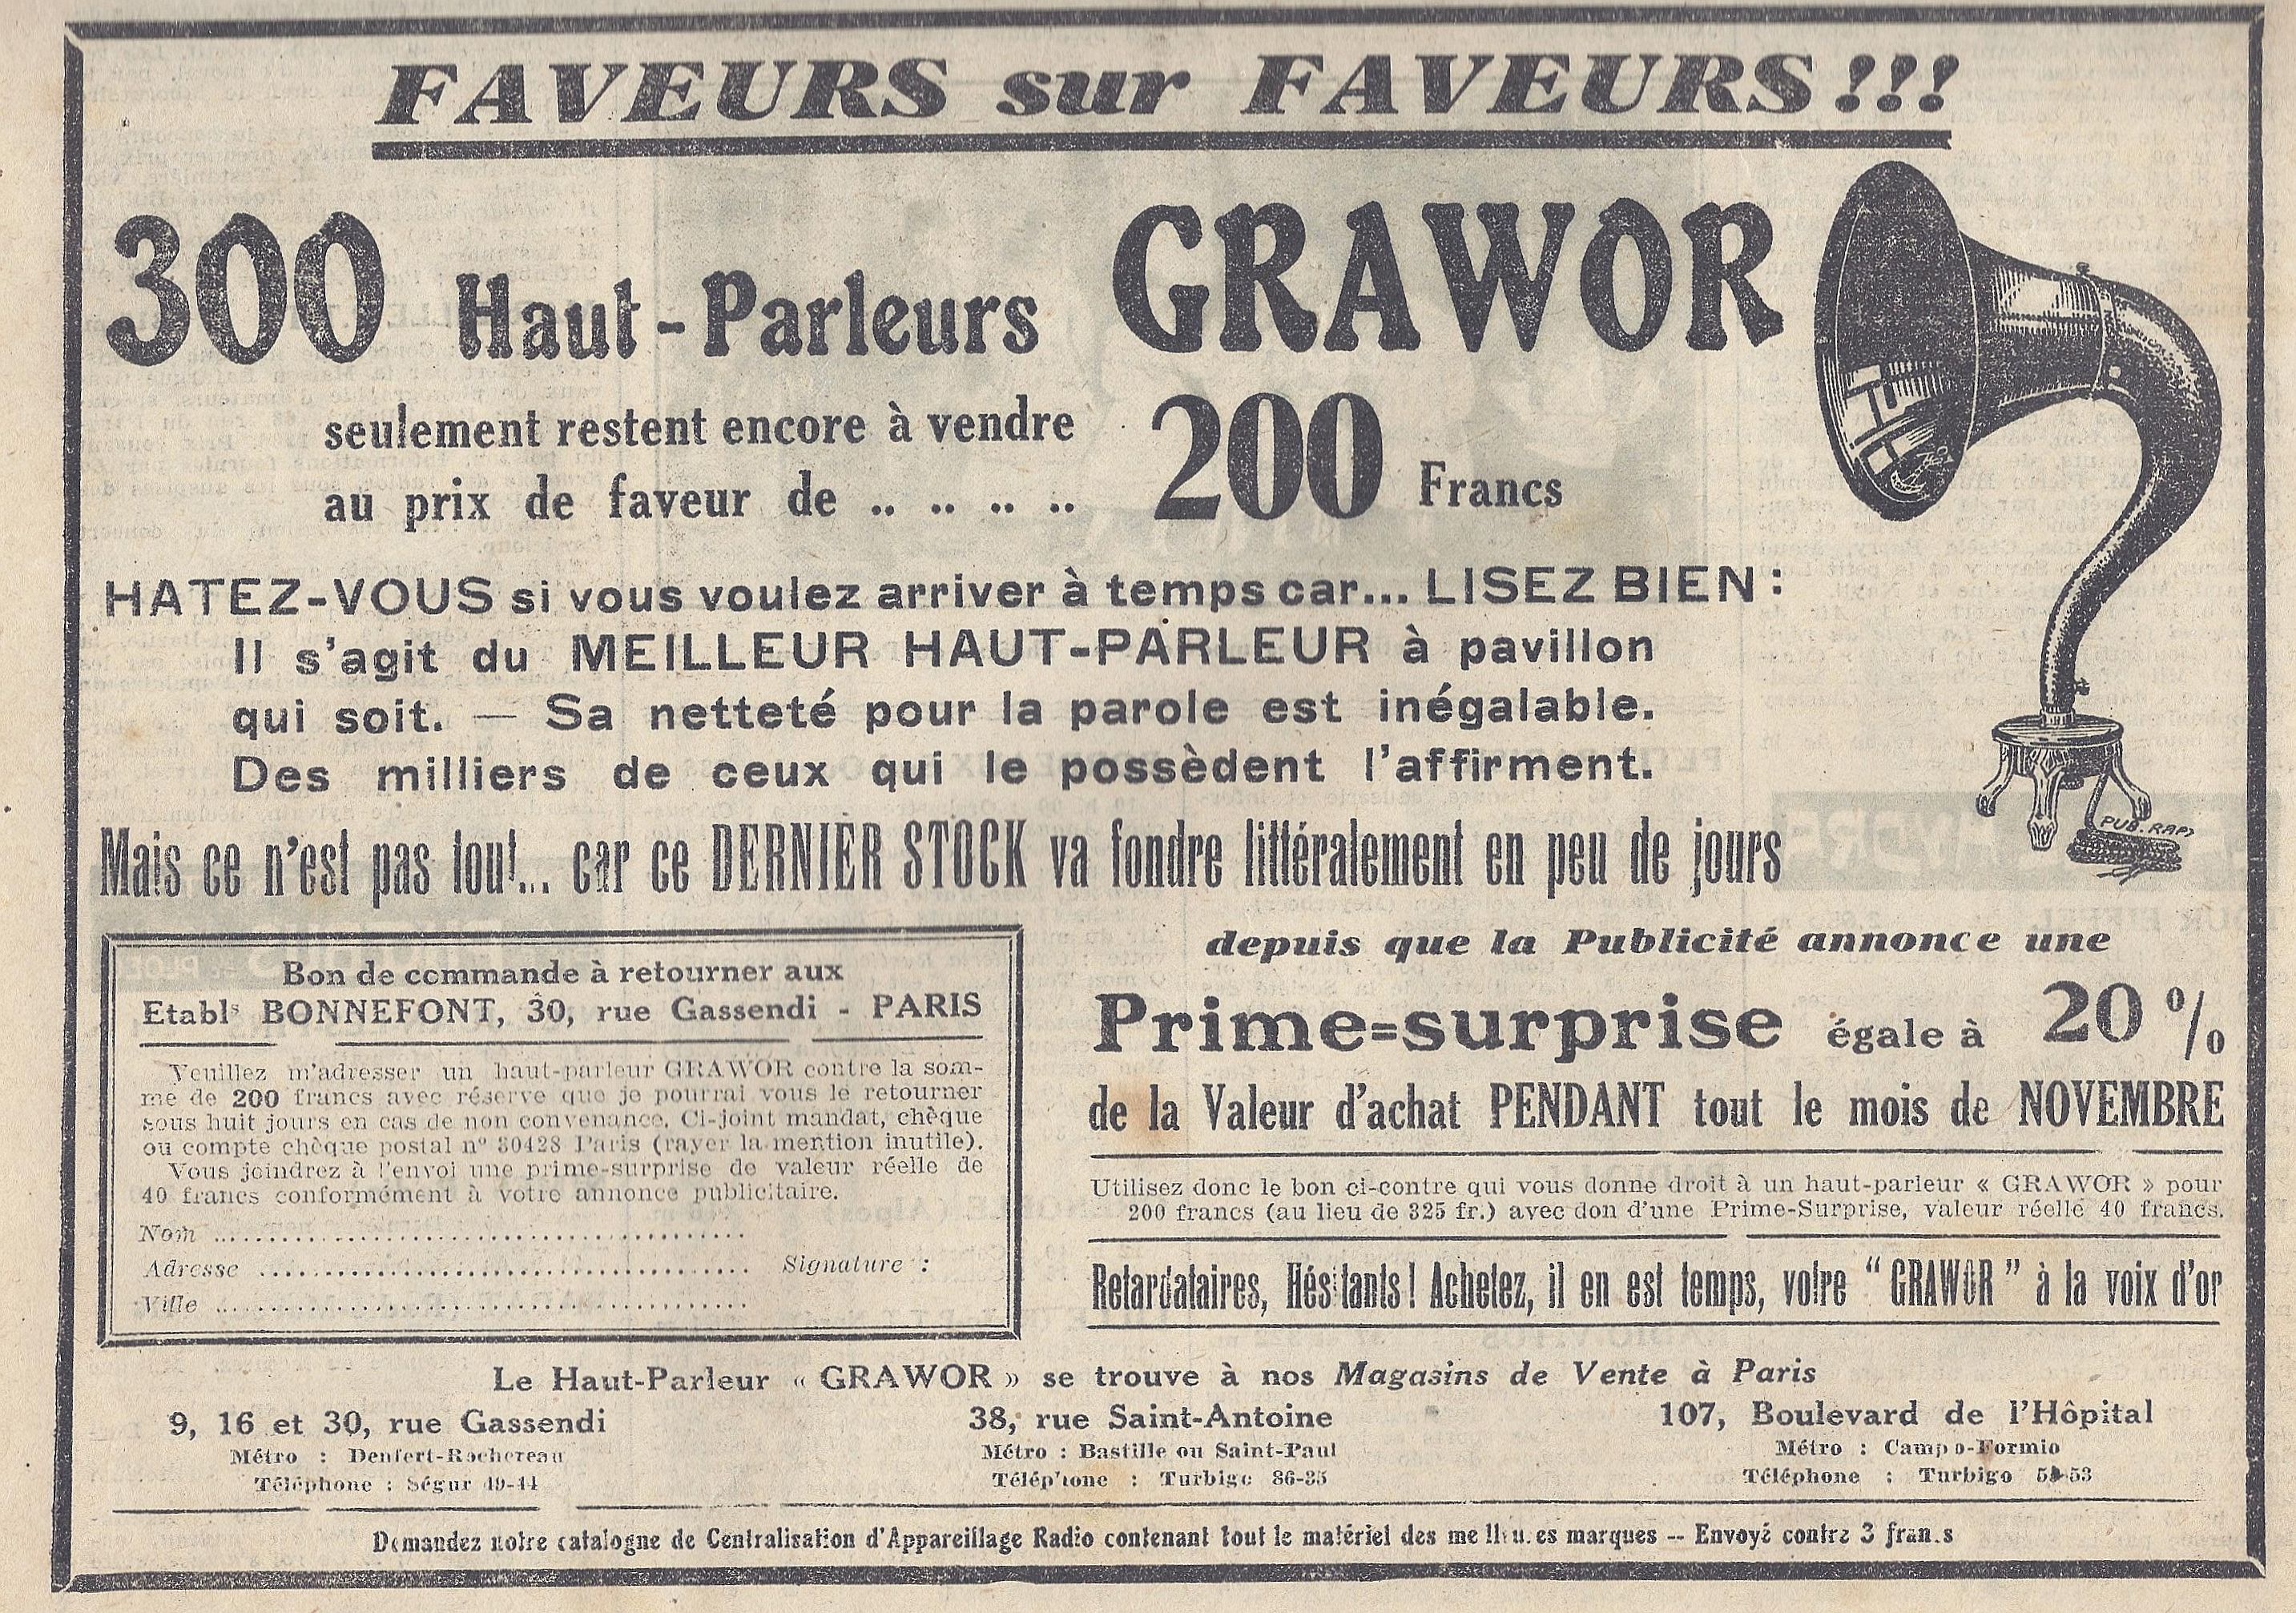 FAVEURS sur FAVEURS!!!
300 Haut-Parleurs GRAWOR
seulement restent encore à vendre
au prix de faveur de .. .. .. .. 200 Francs
HATEZ-VOUS si vous voulez arriver à temps car... LISEZ BIEN :
Il s'agit du MEILLEUR HAUT-PARLEUR à pavillon
qui soit. — Sa netteté pour la parole est inégalable.
Des milliers de ceux qui le possèdent l'affirment.
PUB. RAPY
Mais ce n'est pas tout... car ce DERNIER STOCK va fondre littéralement en peu de jours
depuis que la Publicité annonce une
Prime=surprise égale à 20 %
de la Valeur d'achat PENDANT tout le mois de NOVEMBRE
Utilisez donc le bon ci-contre qui vous donne droit à un haut-parleur « GRAWOR » pour
200 francs (au lieu de 325 fr.) avec don d'une Prime-Surprise, valeur réelle 40 francs.
Retardataires, Hésitants ! Achetez, il en est temps, votre " GRAWOR " à la voix d'or
Bon de commande à retourner aux
Etabls BONNEFONT, 30, rue Gassendi - PARIS
Veuillez m'adresser un haut-parleur GRAWOR contre la som-
me de 200 francs avec réserve que je pourrai vous le retourner
sous huit jours en cas de non convenance. Ci-joint mandat, chèque
ou compte chèque postal n° 30428 Paris (rayer la mention inutile).
Vous joindrez à l'envoi une prime-surprise de valeur réelle de
40 francs conformément à votre annonce publicitaire.
Nom ..............................................
Adresse .......................................... Signature :
Ville ..............................................
Le Haut-Parleur « GRAWOR » se trouve à nos Magasins de Vente à Paris
9, 16 et 30, rue Gassendi
Métro : Denfert-Rochereau
Téléphone : Ségur 49-44
38, rue Saint-Antoine
Métro : Bastille ou Saint-Paul
Téléphone : Turbigo 86-35
107, Boulevard de l'Hôpital
Métro : Campo-Formio
Téléphone : Turbigo
Demandez notre catalogne de Centralisation d'Appareillage Radio contenant tout le matériel des meilleures marques -- Envoyé contre 3 francs